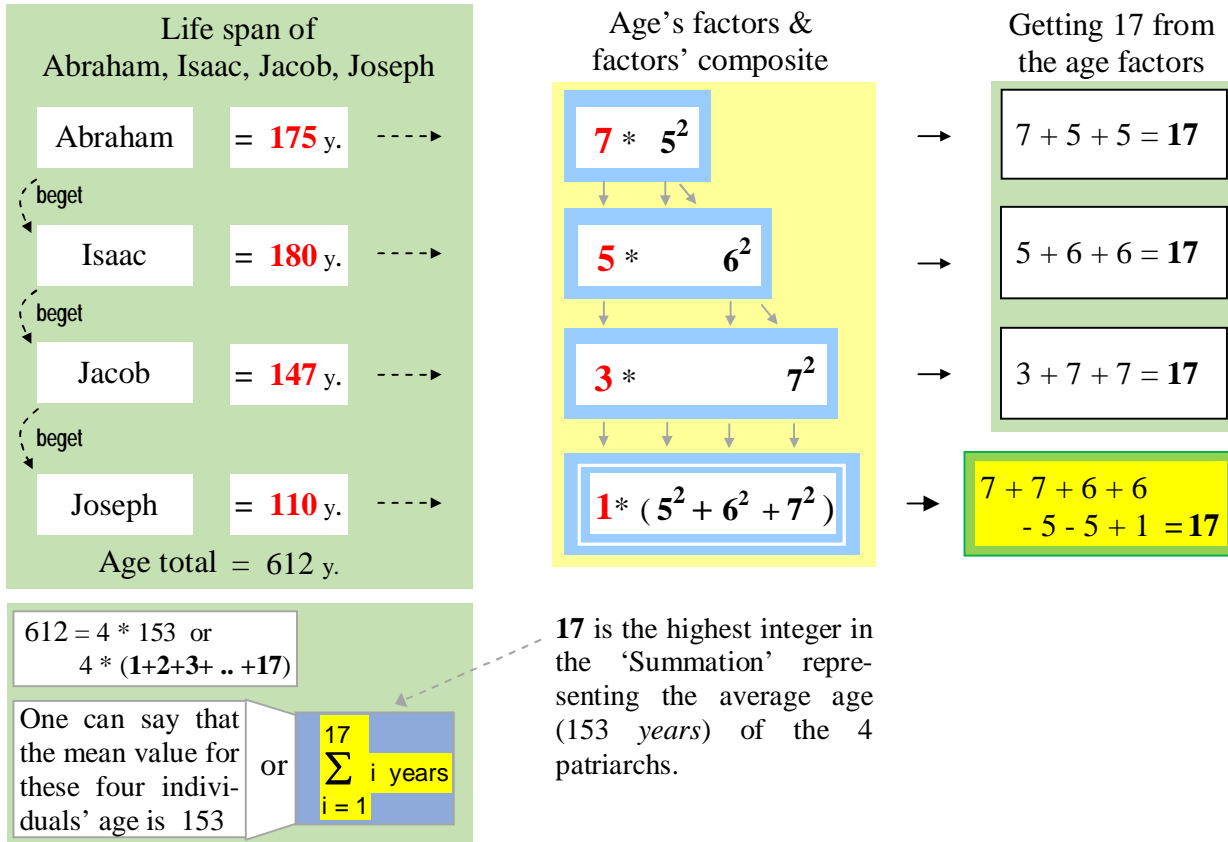 Life span of
Abraham, Isaac, Jacob, Joseph
Abraham = 175 y.
beget
Isaac = 180 y.
beget
Jacob = 147 y.
beget
Joseph = 110 y.
Age total = 612 y.
Age’s factors &
factors’ composite
7 * 5²
5 * 6²
3 * 7²
1* ( 5² + 6² + 7² )
Getting 17 from
the age factors
7 + 5 + 5 = 17
5 + 6 + 6 = 17
3 + 7 + 7 = 17
7 + 7 + 6 + 6
- 5 - 5 + 1 = 17
612 = 4 * 153 or
4 * (1+2+3+ .. +17)
One can say that
the mean value for
these four indivi-
duals’ age is 153
or
17
Σ i years
i = 1
17 is the highest integer in
the ‘Summation’ repre-
senting the average age
(153 years) of the 4
patriarchs.